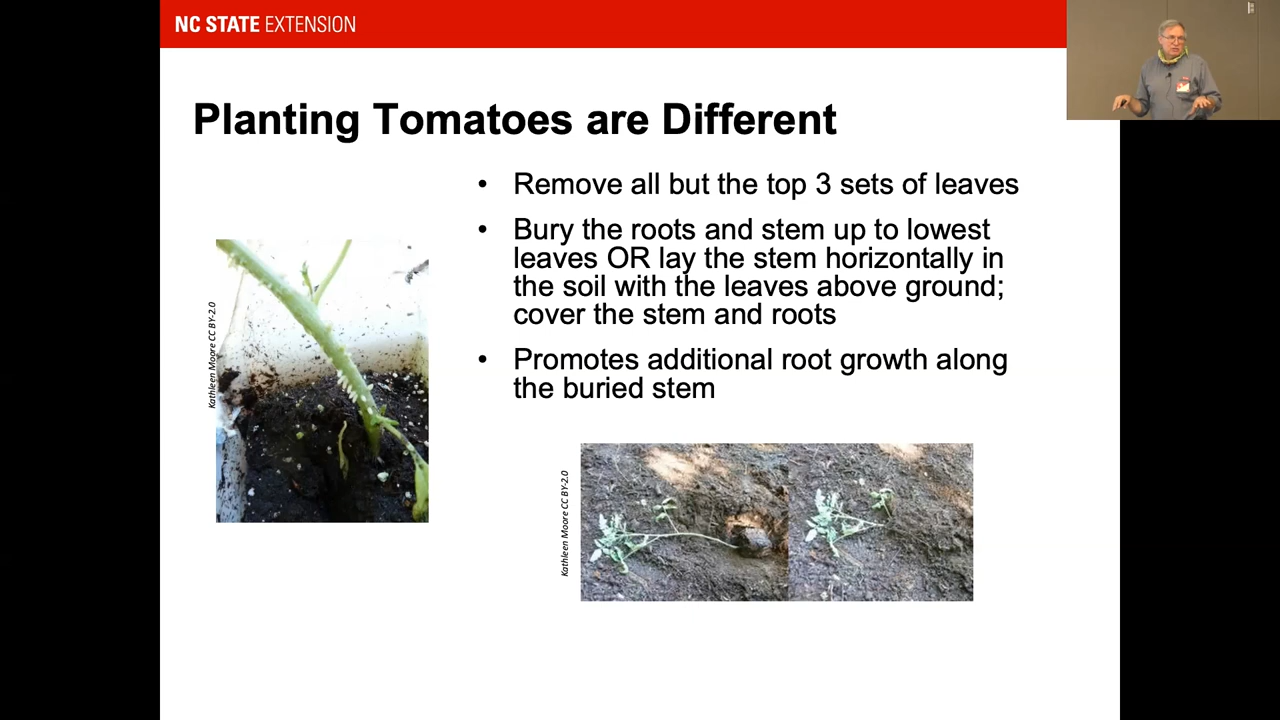 NC STATE EXTENSION
Planting Tomatoes are Different
• Remove all but the top 3 sets of leaves
• Bury the roots and stem up to lowest
leaves OR lay the stem horizontally in
the soil with the leaves above ground;
cover the stem and roots
• Promotes additional root growth along
the buried stem
Kathleen Moore CC BY-2.0
Kathleen Moore CC BY-2.0